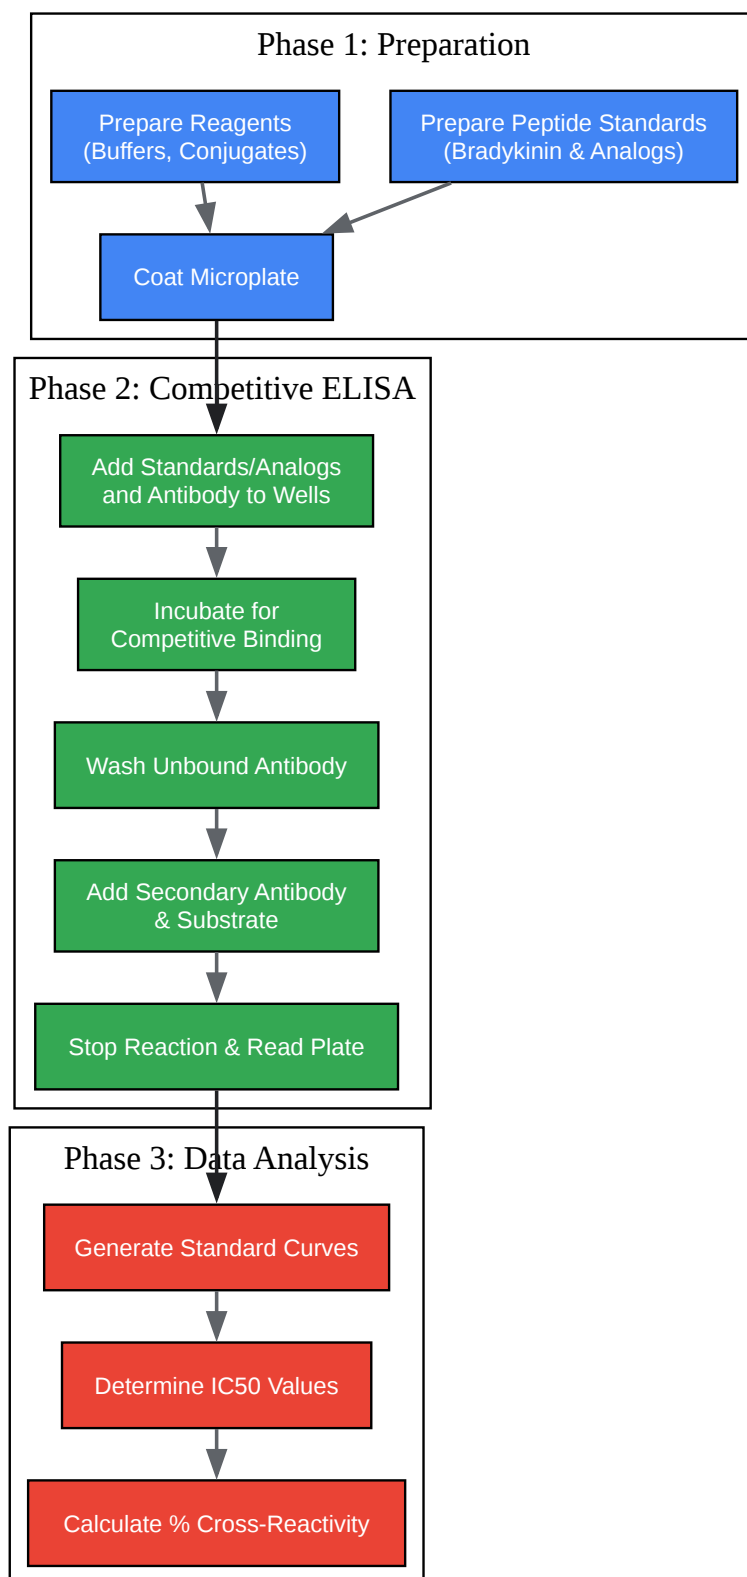 Phase 1: Preparation
Prepare Reagents
(Buffers, Conjugates)
Prepare Peptide Standards
(Bradykinin & Analogs)
Coat Microplate
Phase 2: Competitive ELISA
Add Standards/Analogs
and Antibody to Wells
Incubate for
Competitive Binding
Wash Unbound Antibody
Add Secondary Antibody
& Substrate
Stop Reaction & Read Plate
Phase 3: Data Analysis
Generate Standard Curves
Determine IC50 Values
Calculate % Cross-Reactivity